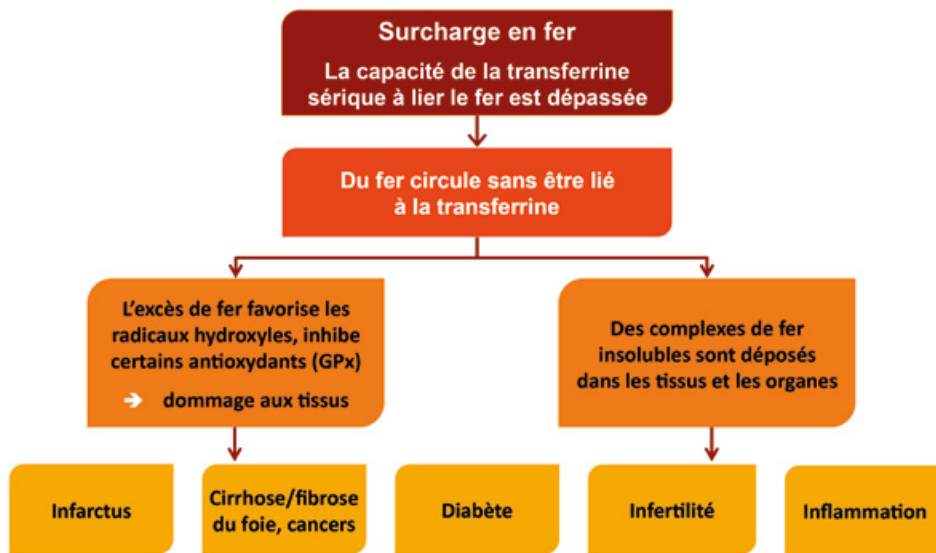 Surcharge en fer
La capacité de la transferrine
sérique à lier le fer est dépassée
Du fer circule sans être lié
à la transferrine
L'excès de fer favorise les
radicaux hydroxyles, inhibe
certains antioxydants (GPx)
➔ dommage aux tissus
Des complexes de fer
insolubles sont déposés
dans les tissus et les organes
Infarctus
Cirrhose/fibrose
du foie, cancers
Diabète
Infertilité
Inflammation